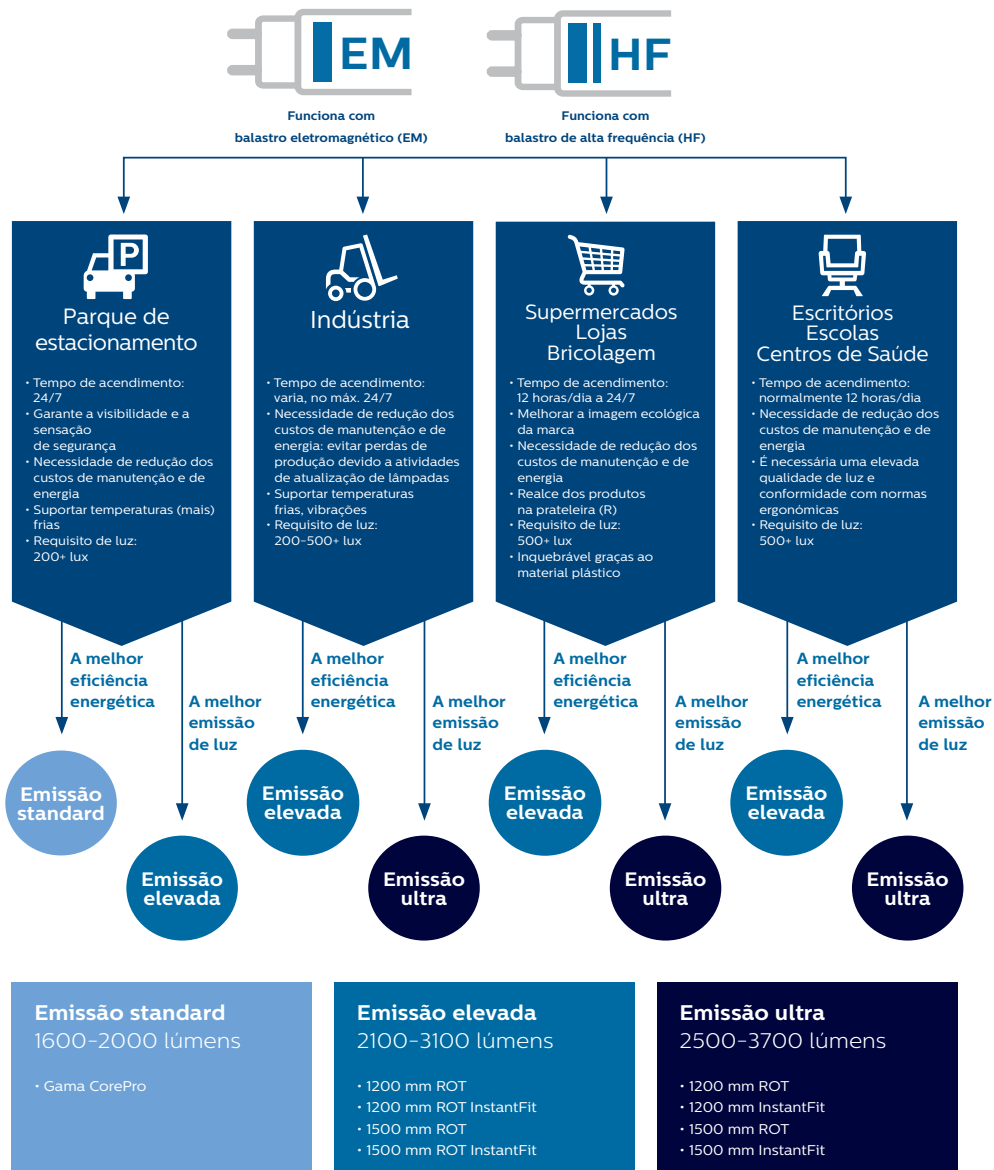 EM
Funciona com
balastro eletromagnético (EM)
HF
Funciona com
balastro de alta frequência (HF)
P
Parque de
estacionamento
• Tempo de acendimento:
24/7
• Garante a visibilidade e a
sensação
de segurança
• Necessidade de redução dos
custos de manutenção e de
energia
• Suportar temperaturas (mais)
frias
• Requisito de luz:
200+ lux
Indústria
• Tempo de acendimento:
varia, no máx. 24/7
• Necessidade de redução dos
custos de manutenção e de
energia: evitar perdas de
produção devido a atividades
de atualização de lâmpadas
• Suportar temperaturas
frias, vibrações
• Requisito de luz:
200-500+ lux
Supermercados
Lojas
Bricolagem
• Tempo de acendimento:
12 horas/dia a 24/7
• Melhorar a imagem ecológica
da marca
• Necessidade de redução dos
custos de manutenção e de
energia
• Realce dos produtos
na prateleira (R)
• Requisito de luz:
500+ lux
• Inquebrável graças ao
material plástico
Escritórios
Escolas
Centros de Saúde
• Tempo de acendimento:
normalmente 12 horas/dia
• Necessidade de redução dos
custos de manutenção e de
energia
• É necessária uma elevada
qualidade de luz e
conformidade com normas
ergonómicas
• Requisito de luz:
500+ lux
A melhor
eficiência
energética
A melhor
emissão
de luz
A melhor
eficiência
energética
A melhor
emissão
de luz
A melhor
eficiência
energética
A melhor
emissão
de luz
A melhor
eficiência
energética
A melhor
emissão
de luz
Emissão
standard
Emissão
elevada
Emissão
elevada
Emissão
ultra
Emissão
elevada
Emissão
ultra
Emissão
elevada
Emissão
ultra
Emissão standard
1600-2000 lúmens
• Gama CorePro
Emissão elevada
2100-3100 lúmens
• 1200 mm ROT
• 1200 mm ROT InstantFit
• 1500 mm ROT
• 1500 mm ROT InstantFit
Emissão ultra
2500-3700 lúmens
• 1200 mm ROT
• 1200 mm InstantFit
• 1500 mm ROT
• 1500 mm InstantFit